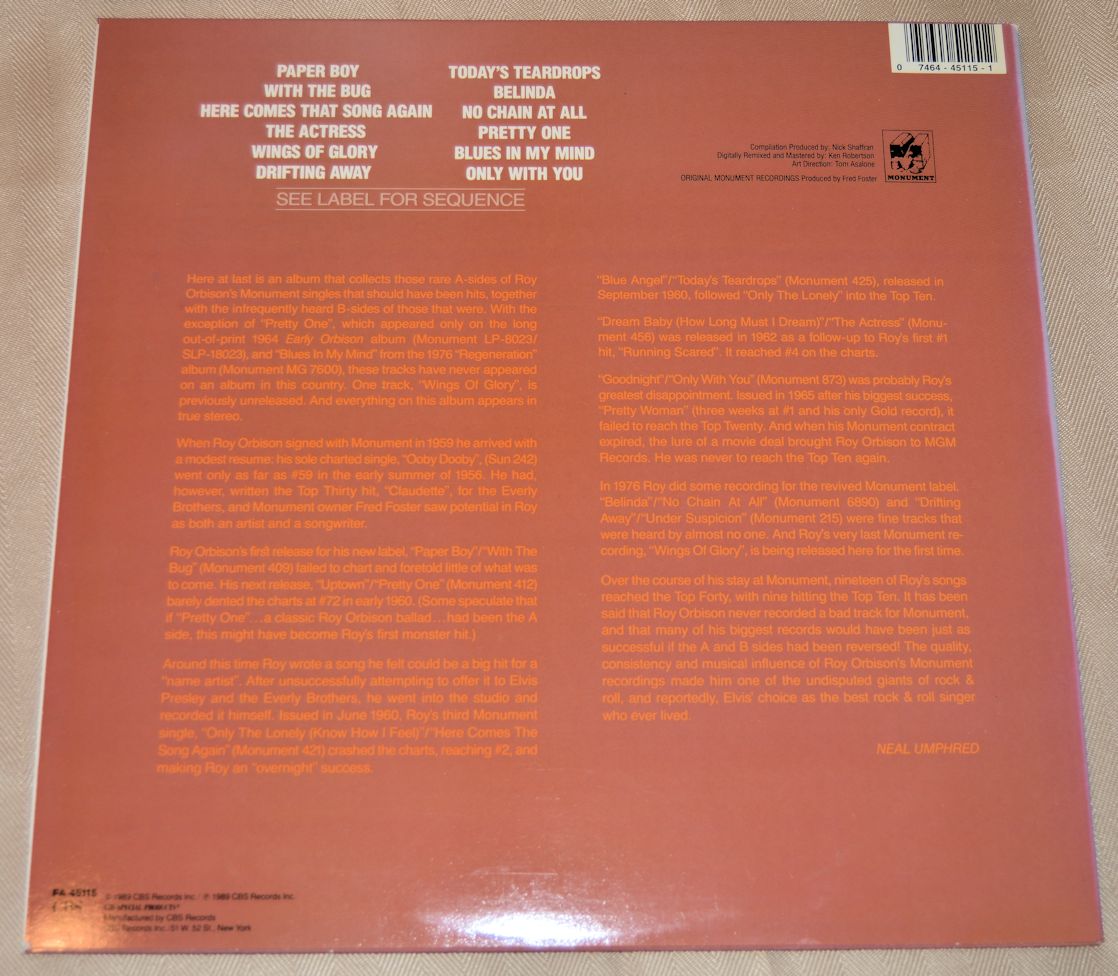 PAPER BOY
WITH THE BUG
HERE COMES THAT SONG AGAIN
THE ACTRESS
WINGS OF GLORY
DRIFTING AWAY
TODAY'S TEARDROPS
BELINDA
NO CHAIN AT ALL
PRETTY ONE
BLUES IN MY MIND
ONLY WITH YOU
SEE LABEL FOR SEQUENCE
0 7464 - 45115 - 1
Compilation Produced by: Nick Shaffran
Digitally Remixed and Mastered by: Ken Robertson
Art Direction: Tom Asalone
ORIGINAL MONUMENT RECORDINGS Produced by Fred Foster
MONUMENT
Here at last is an album that collects those rare A-sides of Roy
Orbison's Monument singles that should have been hits, together
with the infrequently heard B-sides of those that were. With the
exception of "Pretty One", which appeared only on the long
out-of-print 1964 Early Orbison album (Monument LP-8023/
SLP-18023), and "Blues In My Mind" from the 1976 "Regeneration"
album (Monument MG 7600), these tracks have never appeared
on an album in this country. One track, "Wings Of Glory", is
previously unreleased. And everything on this album appears in
true stereo.
When Roy Orbison signed with Monument in 1959 he arrived with
a modest resume: his sole charted single, "Ooby Dooby", (Sun 242)
went only as far as #59 in the early summer of 1956. He had,
however, written the Top Thirty hit, "Claudette", for the Everly
Brothers, and Monument owner Fred Foster saw potential in Roy
as both an artist and a songwriter.
Roy Orbison's first release for his new label, "Paper Boy"/"With The
Bug" (Monument 409) failed to chart and foretold little of what was
to come. His next release, "Uptown"/"Pretty One" (Monument 412)
barely dented the charts at #72 in early 1960. (Some speculate that
if "Pretty One"...a classic Roy Orbison ballad...had been the A
side, this might have become Roy's first monster hit.)
Around this time Roy wrote a song he felt could be a big hit for a
"name artist". After unsuccessfully attempting to offer it to Elvis
Presley and the Everly Brothers, he went into the studio and
recorded it himself. Issued in June 1960, Roy's third Monument
single, "Only The Lonely (Know How I Feel)"/"Here Comes The
Song Again" (Monument 421) crashed the charts, reaching #2, and
making Roy an "overnight" success.
"Blue Angel"/"Today's Teardrops" (Monument 425), released in
September 1960, followed "Only The Lonely" into the Top Ten.
"Dream Baby (How Long Must I Dream)"/"The Actress" (Monu-
ment 456) was released in 1962 as a follow-up to Roy's first #1
hit, "Running Scared". It reached #4 on the charts.
"Goodnight"/"Only With You" (Monument 873) was probably Roy's
greatest disappointment. Issued in 1965 after his biggest success,
"Pretty Woman" (three weeks at #1 and his only Gold record), it
failed to reach the Top Twenty. And when his Monument contract
expired, the lure of a movie deal brought Roy Orbison to MGM
Records. He was never to reach the Top Ten again.
In 1976 Roy did some recording for the revived Monument label.
"Belinda"/"No Chain At All" (Monument 6890) and "Drifting
Away"/"Under Suspicion" (Monument 215) were fine tracks that
were heard by almost no one. And Roy's very last Monument re-
cording, "Wings Of Glory", is being released here for the first time.
Over the course of his stay at Monument, nineteen of Roy's songs
reached the Top Forty, with nine hitting the Top Ten. It has been
said that Roy Orbison never recorded a bad track for Monument,
and that many of his biggest records would have been just as
successful if the A and B sides had been reversed! The quality,
consistency and musical influence of Roy Orbison's Monument
recordings made him one of the undisputed giants of rock &
roll, and reportedly, Elvis' choice as the best rock & roll singer
who ever lived.
NEAL UMPHRED
FA 45115
CBS
© 1989 CBS Records Inc./ ℗ 1989 CBS Records Inc.
CBS SPECIAL PRODUCTS
Manufactured by CBS Records
CBS Records Inc./51 W. 52 St., New York